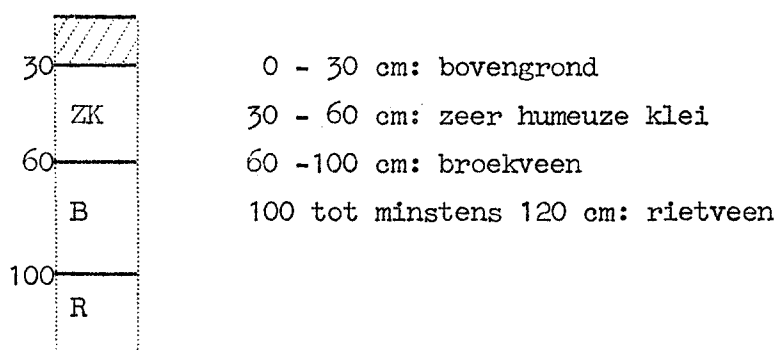 30
ZK
60
B
100
R
0 - 30 cm: bovengrond
30 - 60 cm: zeer humeuze klei
60 -100 cm: broekveen
100 tot minstens 120 cm: rietveen